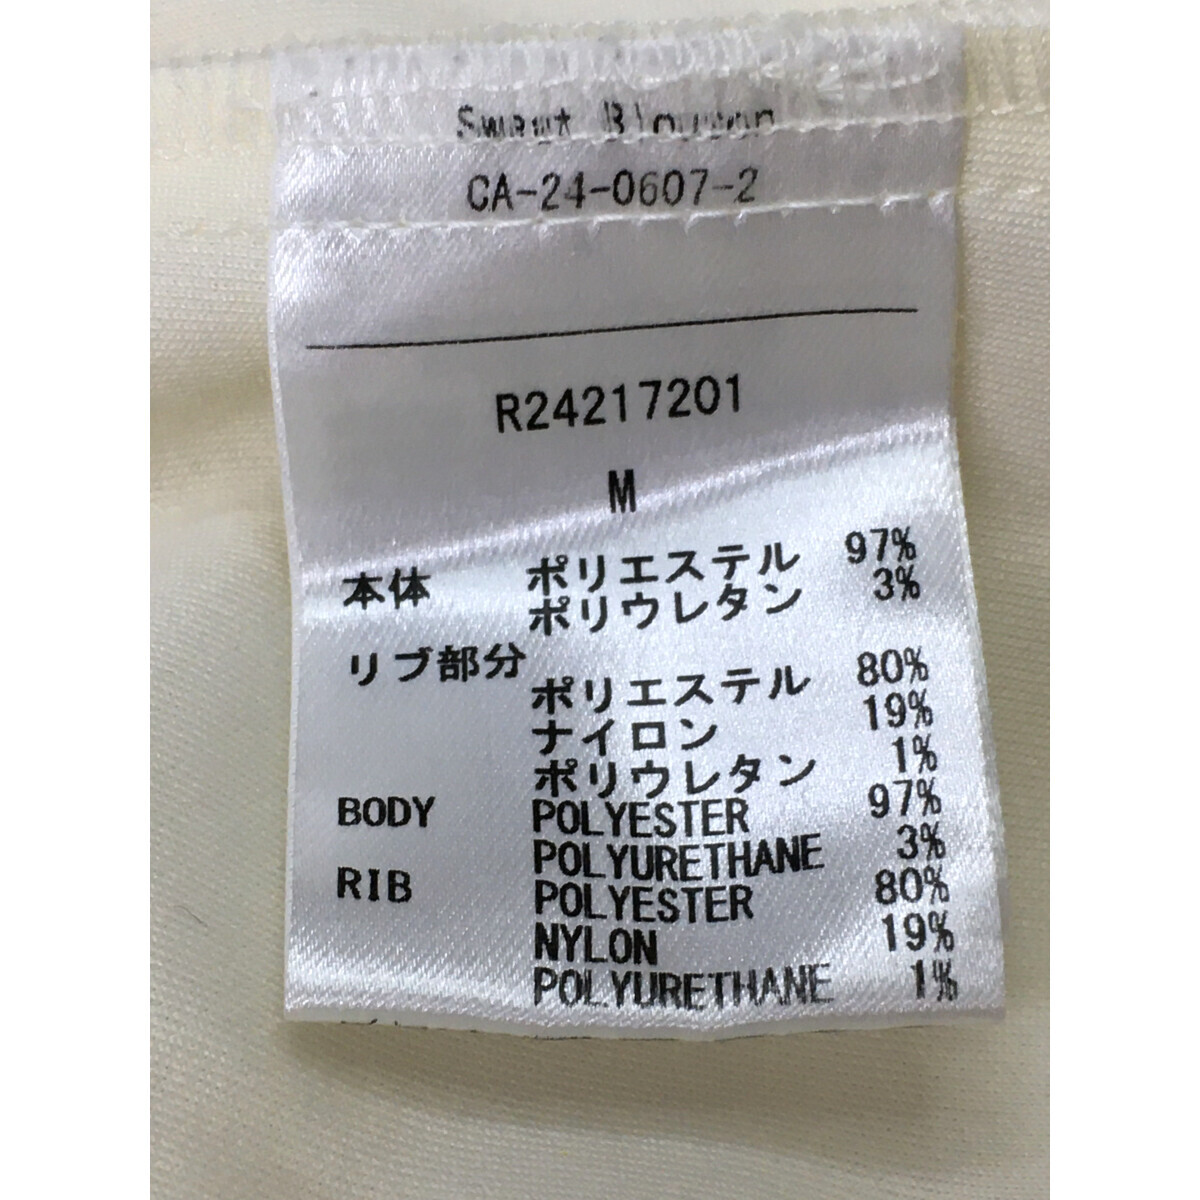 Sweat Blouson
CA-24-0607-2
R24217201
M
本体 ポリエステル 97%
ポリウレタン 3%
リブ部分
ポリエステル 80%
ナイロン 19%
ポリウレタン 1%
BODY POLYESTER 97%
POLYURETHANE 3%
RIB POLYESTER 80%
NYLON 19%
POLYURETHANE 1%